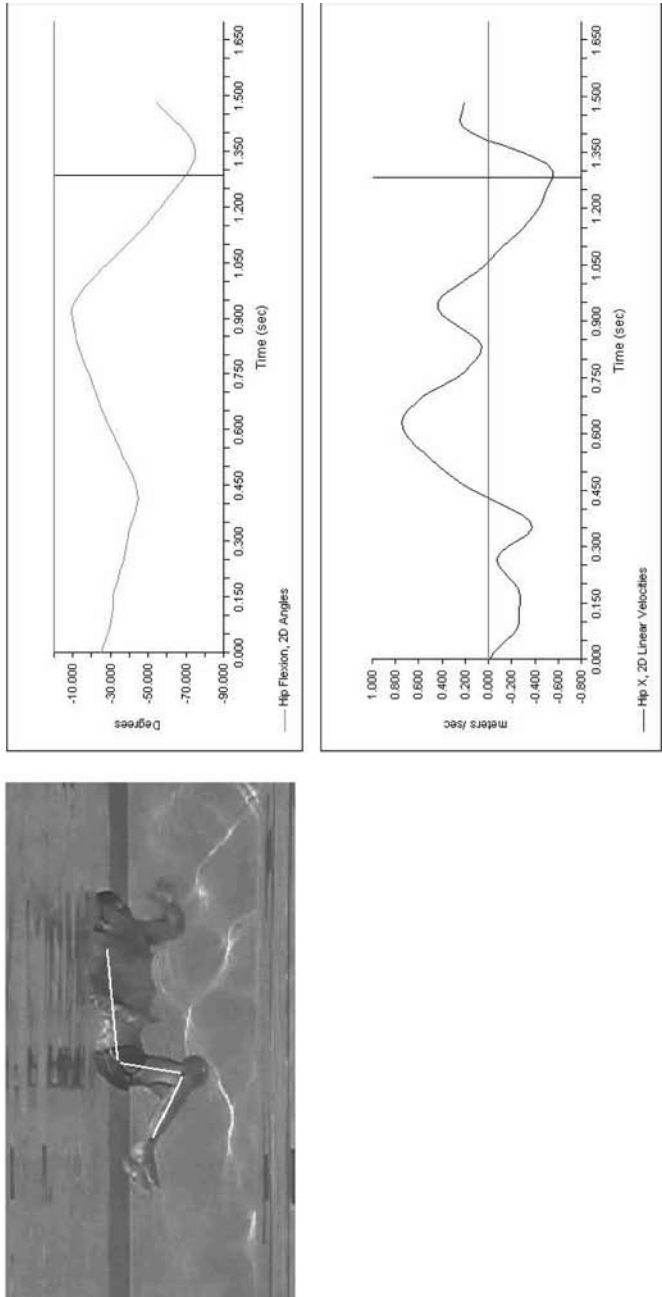 Degrees
-10.000
-30.000
-50.000
-70.000
-90.000
0.000 0.150 0.300 0.450 0.600 0.750 0.900 1.050 1.200 1.350 1.500 1.650
Time (sec)
Hip Flexion, 2D Angles
meters /sec
1.000
0.800
0.600
0.400
0.200
0.000
-0.200
-0.400
-0.600
-0.800
0.000 0.150 0.300 0.450 0.600 0.750 0.900 1.050 1.200 1.350 1.500 1.650
Time (sec)
Hip X, 2D Linear Velocities